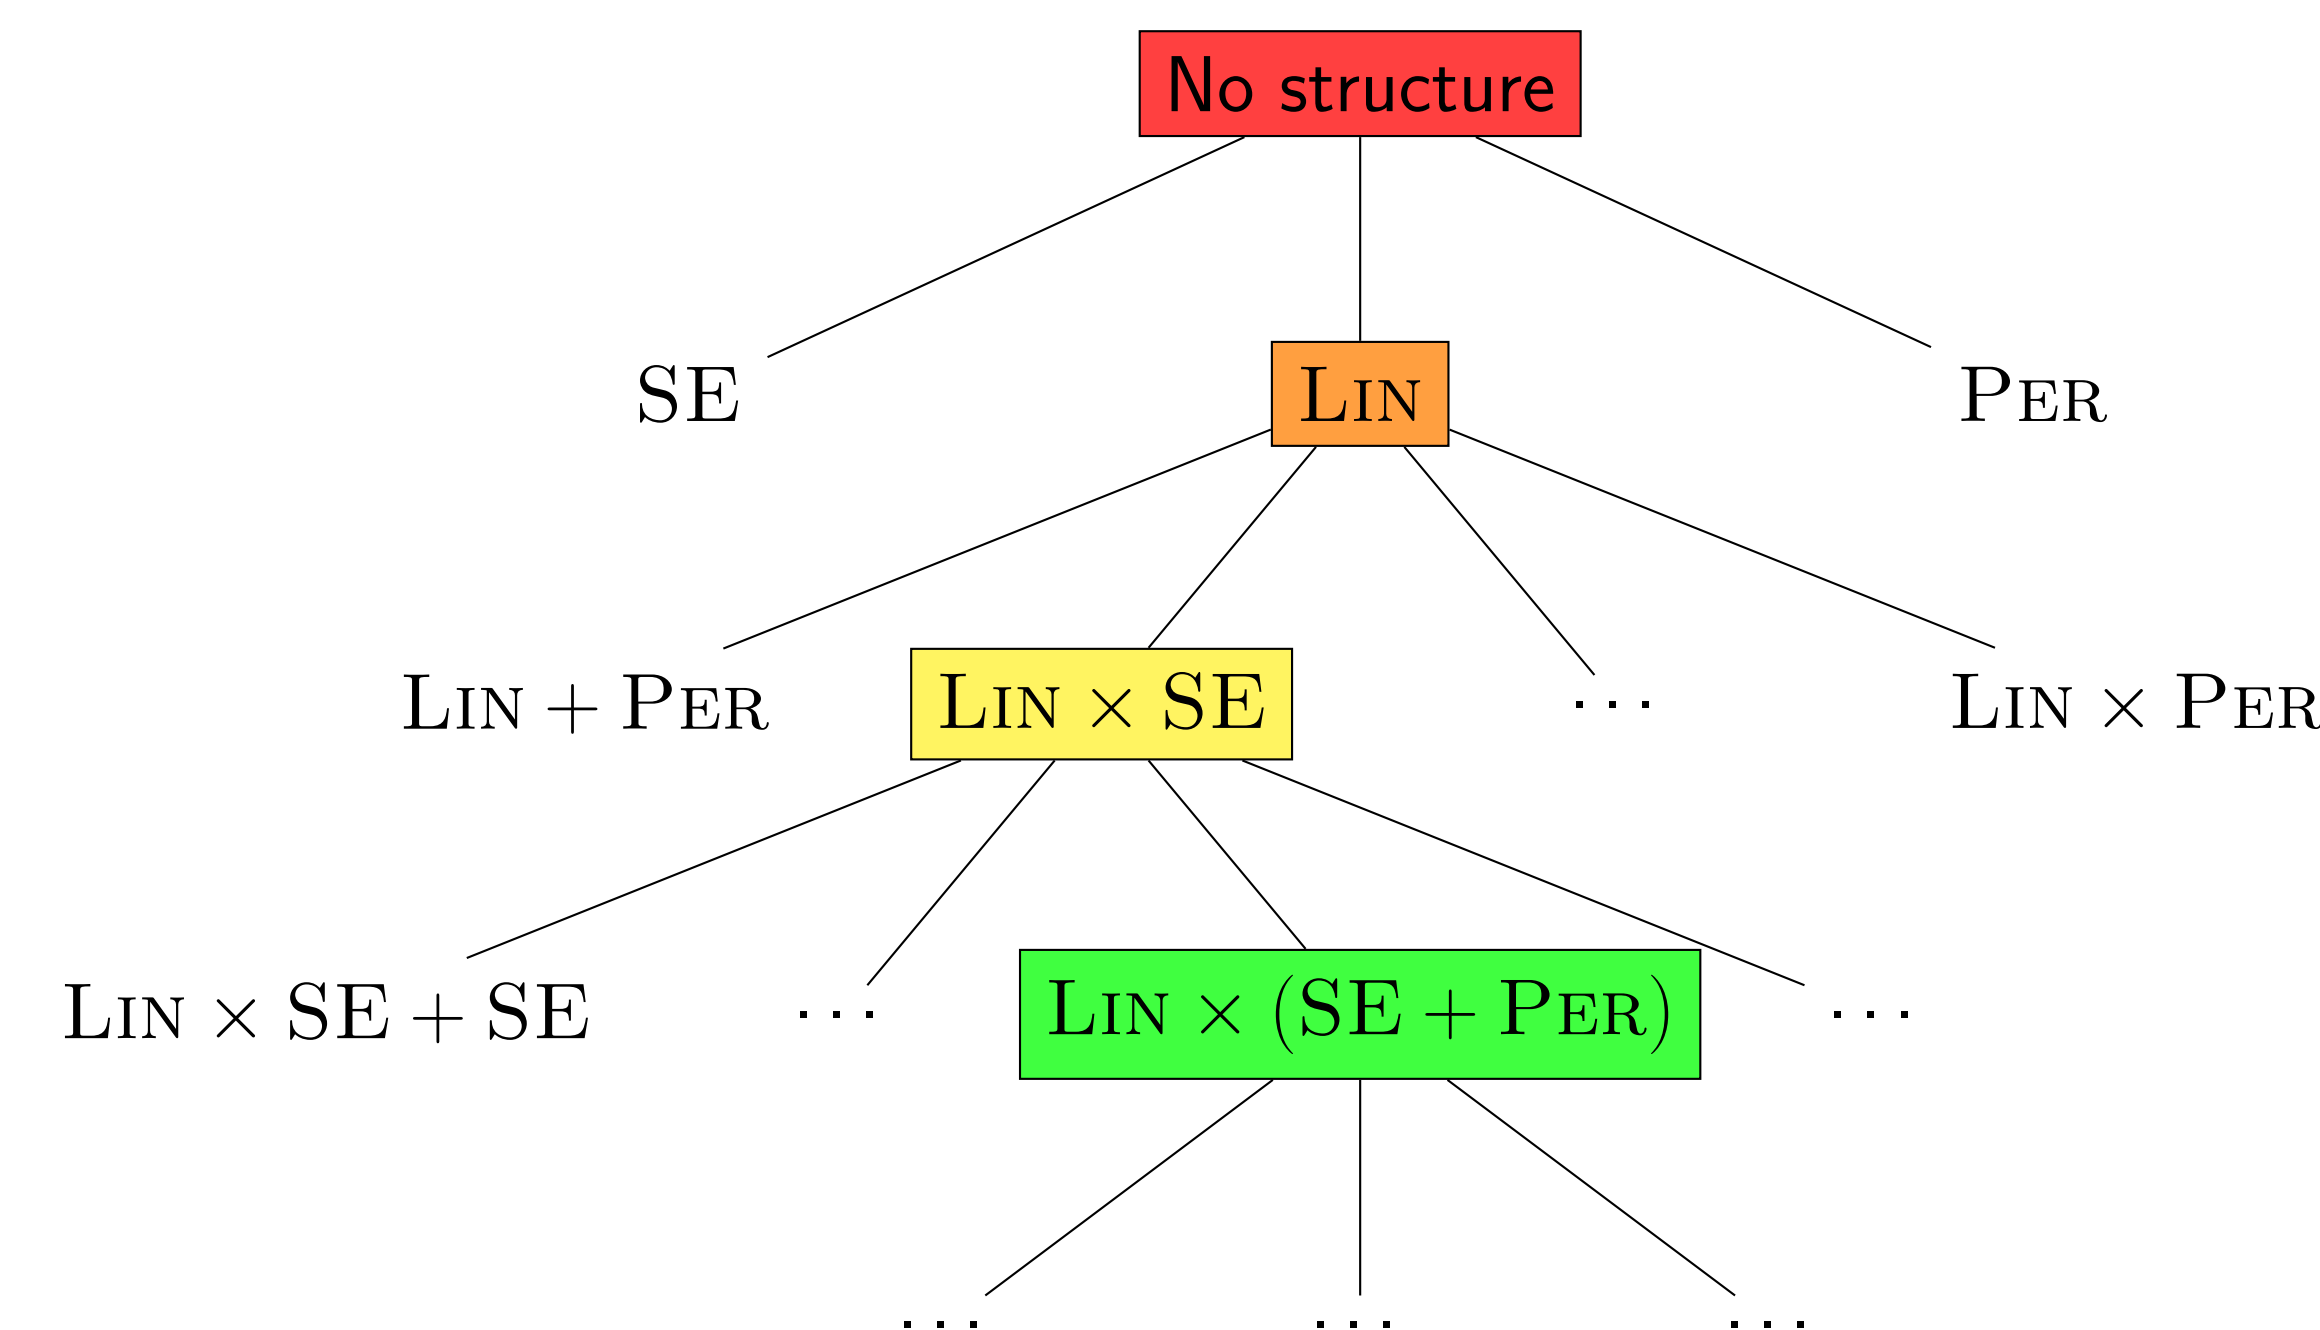 No structure
SE Lin Per
Lin + Per Lin × SE ... Lin × Per
Lin × SE + SE ... Lin × (SE + Per) ...
... ... ...